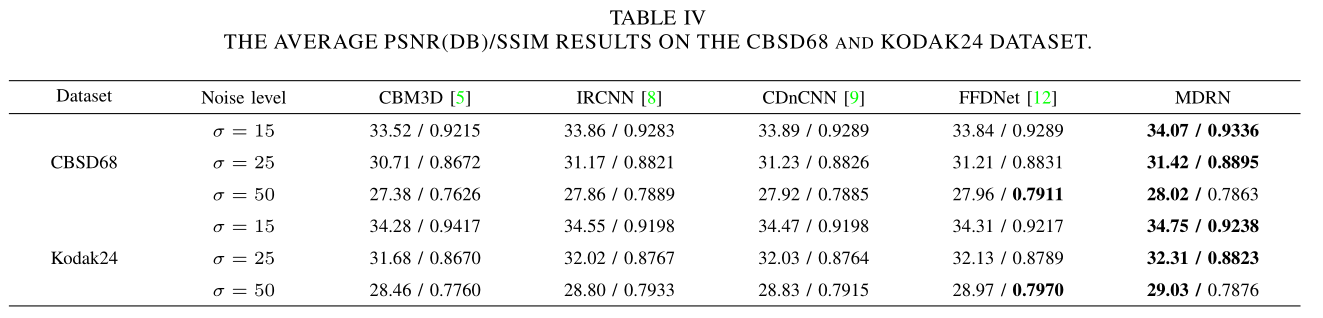 TABLE IV
THE AVERAGE PSNR(DB)/SSIM RESULTS ON THE CBSD68 AND KODAK24 DATASET.
Dataset Noise level CBM3D [5] IRCNN [8] CDnCNN [9] FFDNet [12] MDRN
σ = 15 33.52 / 0.9215 33.86 / 0.9283 33.89 / 0.9289 33.84 / 0.9289 34.07 / 0.9336
CBSD68 σ = 25 30.71 / 0.8672 31.17 / 0.8821 31.23 / 0.8826 31.21 / 0.8831 31.42 / 0.8895
σ = 50 27.38 / 0.7626 27.86 / 0.7889 27.92 / 0.7885 27.96 / 0.7911 28.02 / 0.7863
σ = 15 34.28 / 0.9417 34.55 / 0.9198 34.47 / 0.9198 34.31 / 0.9217 34.75 / 0.9238
Kodak24 σ = 25 31.68 / 0.8670 32.02 / 0.8767 32.03 / 0.8764 32.13 / 0.8789 32.31 / 0.8823
σ = 50 28.46 / 0.7760 28.80 / 0.7933 28.83 / 0.7915 28.97 / 0.7970 29.03 / 0.7876